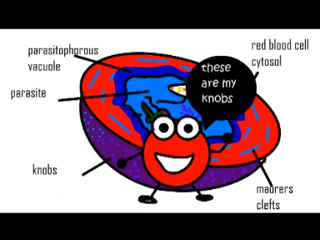 parasitophorous
vacuole
parasite
knobs
these
are my
knobs
red blood cell
cytosol
maurers
clefts